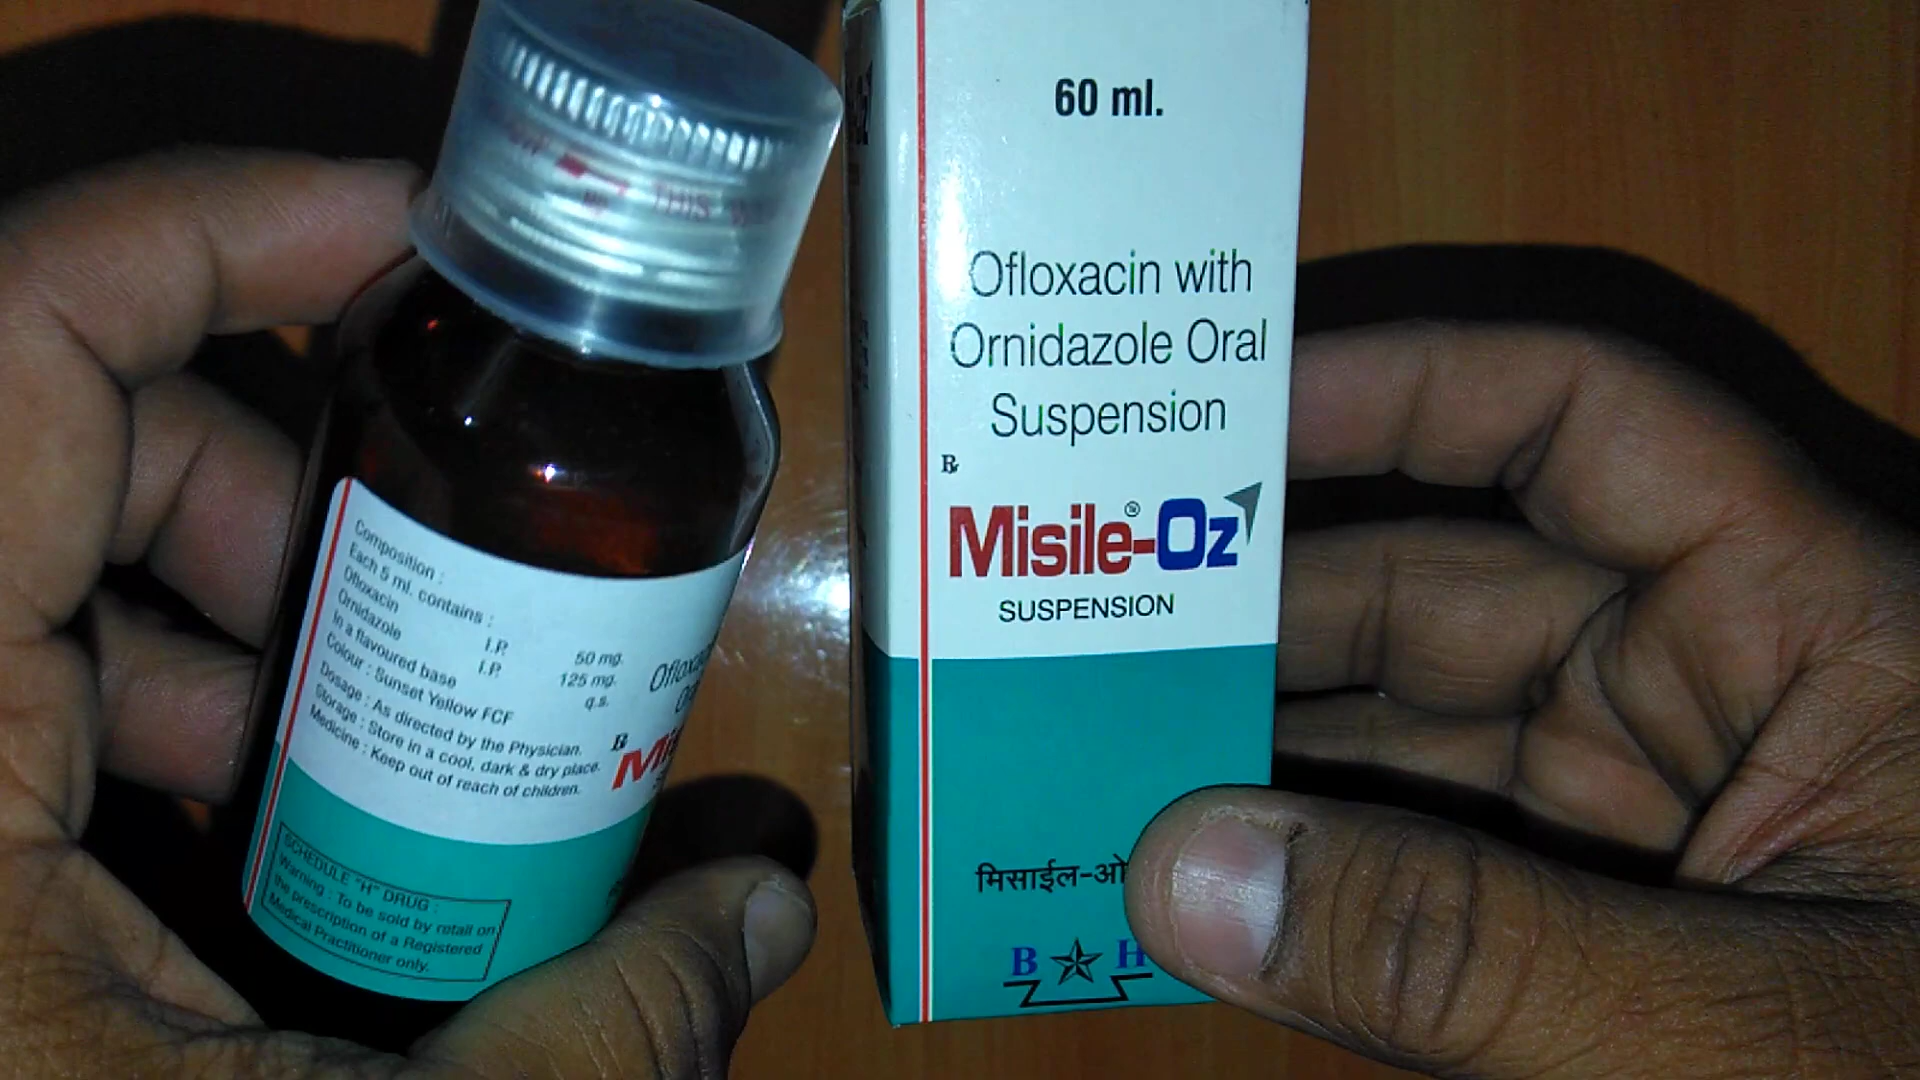 THIS
Composition :
Each 5 ml. contains :
Ofloxacin I.P. 50 mg.
Ornidazole I.P. 125 mg.
In a flavoured base q.s.
Colour : Sunset Yellow FCF
Dosage : As directed by the Physician.
Storage : Store in a cool, dark & dry place.
Medicine : Keep out of reach of children.
SCHEDULE "H" DRUG :
Warning : To be sold by retail on
the prescription of a Registered
Medical Practitioner only.
℞
60 ml.
Ofloxacin with
Ornidazole Oral
Suspension
℞
Misile®-Oz
SUSPENSION
मिसाईल-ओ
B H